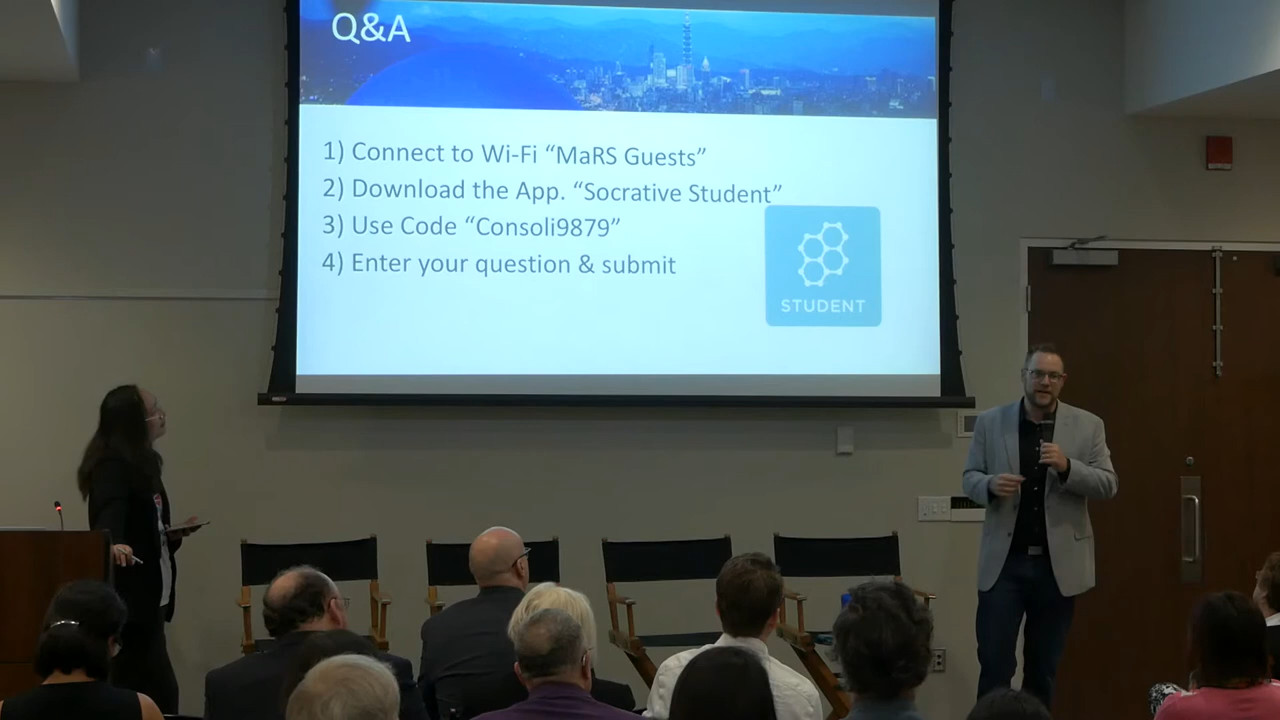 Q&A
1) Connect to Wi-Fi “MaRS Guests”
2) Download the App. “Socrative Student”
3) Use Code “Consoli9879”
4) Enter your question & submit
STUDENT